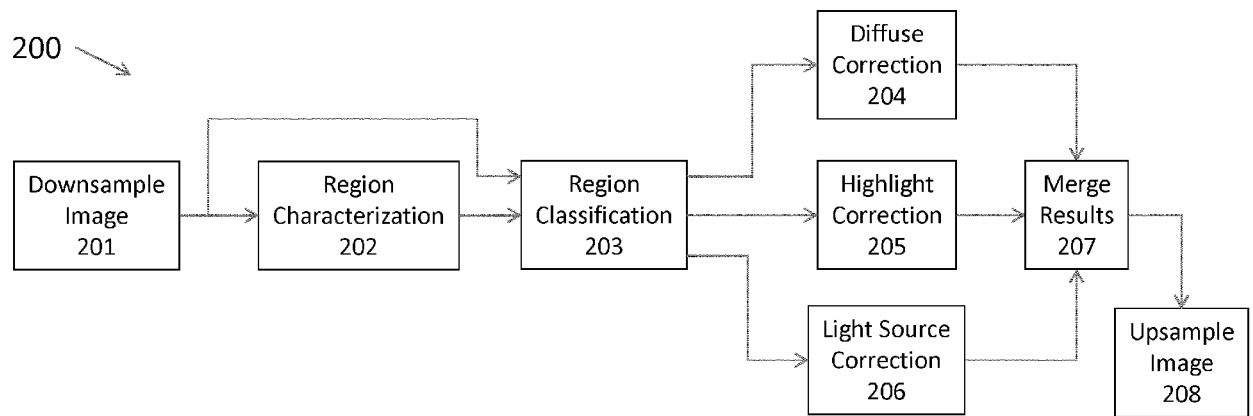 200
Downsample
Image
201
Region
Characterization
202
Region
Classification
203
Diffuse
Correction
204
Highlight
Correction
205
Light Source
Correction
206
Merge
Results
207
Upsample
Image
208